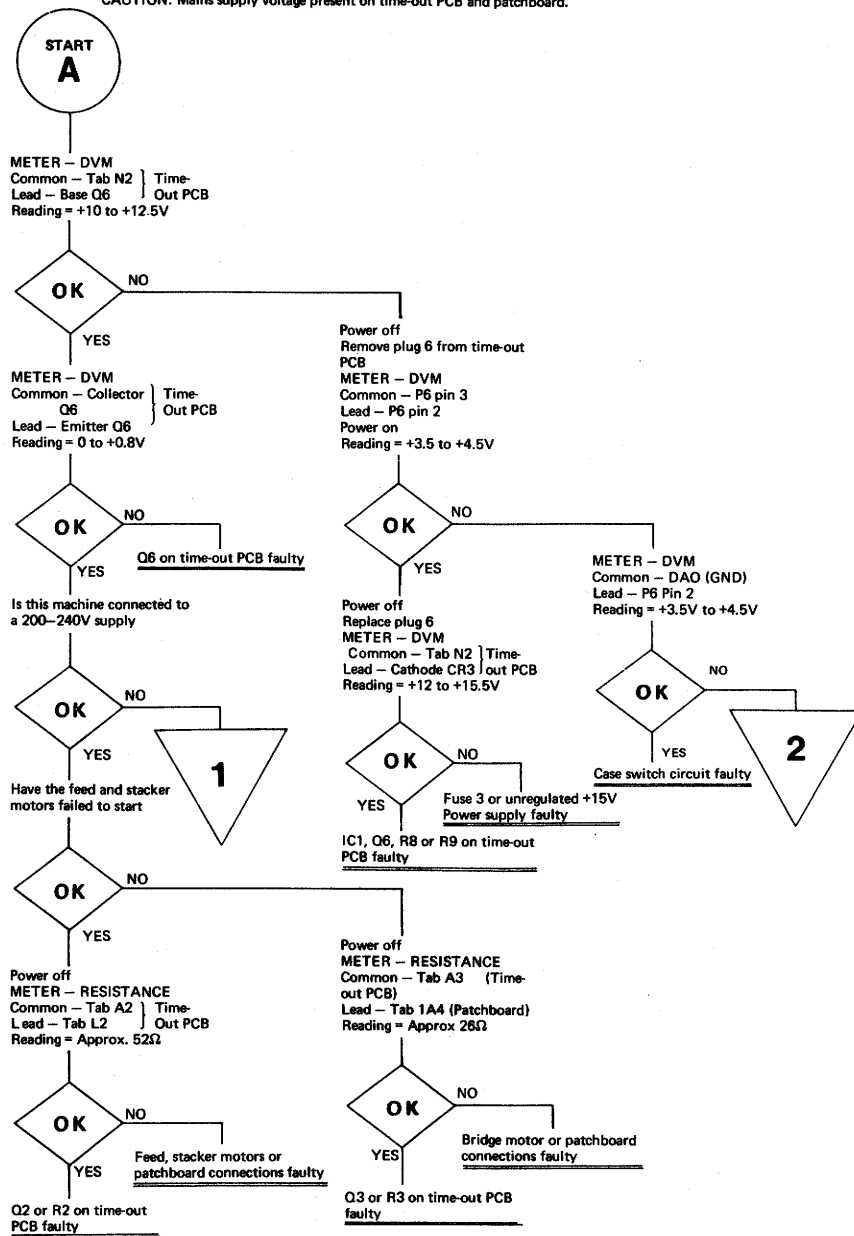 CAUTION: Mains supply voltage present on time-out PCB and patchboard.
START
A
METER – DVM
Common – Tab N2 } Time-
Lead – Base Q6 Out PCB
Reading = +10 to +12.5V
OK
NO
YES
Power off
Remove plug 6 from time-out
PCB
METER – DVM
Common – P6 pin 3
Lead – P6 pin 2
Power on
Reading = +3.5 to +4.5V
METER – DVM
Common – Collector } Time-
Q6 Out PCB
Lead – Emitter Q6
Reading = 0 to +0.8V
OK
NO
YES
Q6 on time-out PCB faulty
OK
NO
YES
METER – DVM
Common – DAO (GND)
Lead – P6 Pin 2
Reading = +3.5V to +4.5V
Is this machine connected to
a 200–240V supply
Power off
Replace plug 6
METER – DVM
Common – Tab N2 } Time-
Lead – Cathode CR3 out PCB
Reading = +12 to +15.5V
OK
NO
YES
1
OK
NO
YES
Case switch circuit faulty
2
Have the feed and stacker
motors failed to start
OK
NO
YES
Fuse 3 or unregulated +15V
Power supply faulty
IC1, Q6, R8 or R9 on time-out
PCB faulty
OK
NO
YES
Power off
METER – RESISTANCE
Common – Tab A2 } Time-
Lead – Tab L2 Out PCB
Reading = Approx. 52Ω
Power off
METER – RESISTANCE
Common – Tab A3 (Time-
out PCB)
Lead – Tab 1A4 (Patchboard)
Reading = Approx 26Ω
OK
NO
YES
Feed, stacker motors or
patchboard connections faulty
Q2 or R2 on time-out
PCB faulty
OK
NO
YES
Bridge motor or patchboard
connections faulty
Q3 or R3 on time-out PCB
faulty